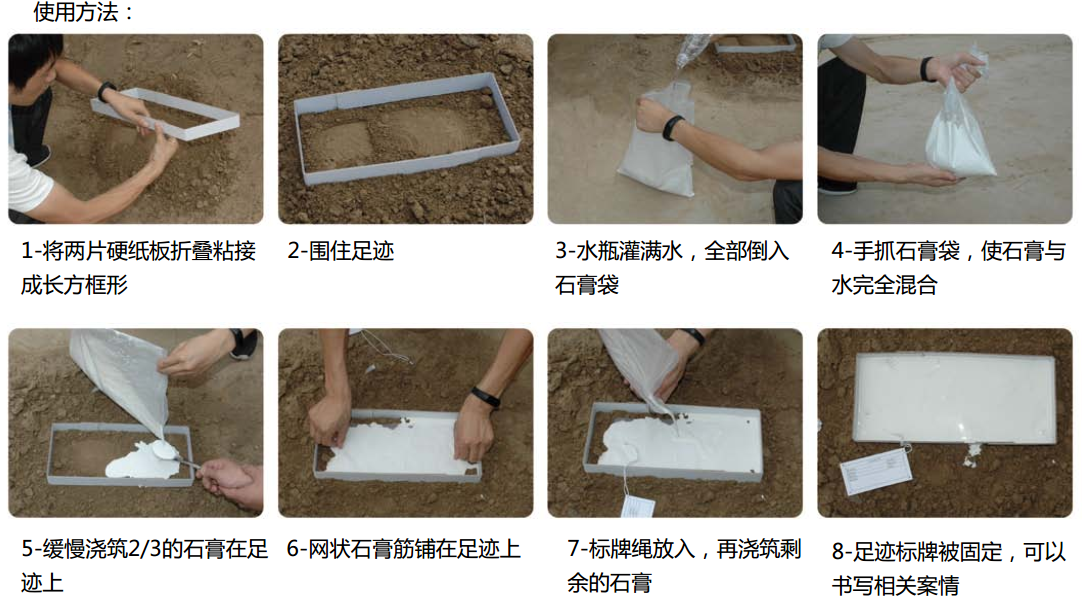 使用方法：
1-将两片硬纸板折叠粘接
成长方框形
2-围住足迹
3-水瓶灌满水，全部倒入
石膏袋
4-手抓石膏袋，使石膏与
水完全混合
5-缓慢浇筑2/3的石膏在足
迹上
6-网状石膏筋铺在足迹上
7-标牌绳放入，再浇筑剩
余的石膏
8-足迹标牌被固定，可以
书写相关案情